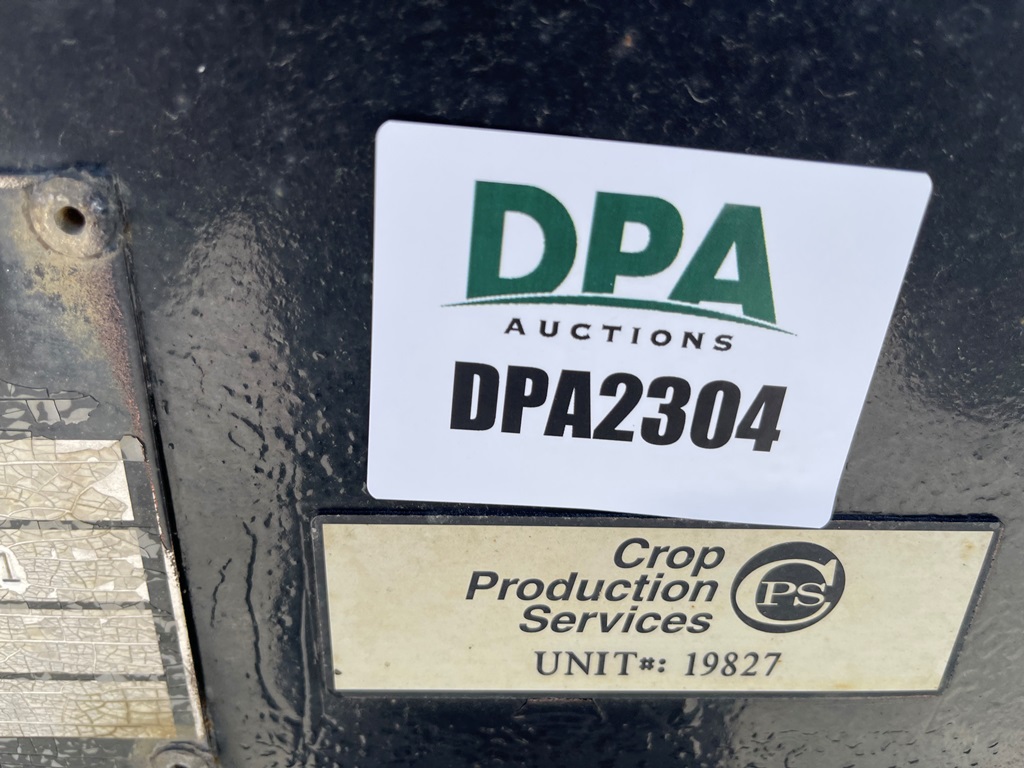 DPA
AUCTIONS
DPA2304
Crop
Production
Services
CPS
UNIT#: 19827